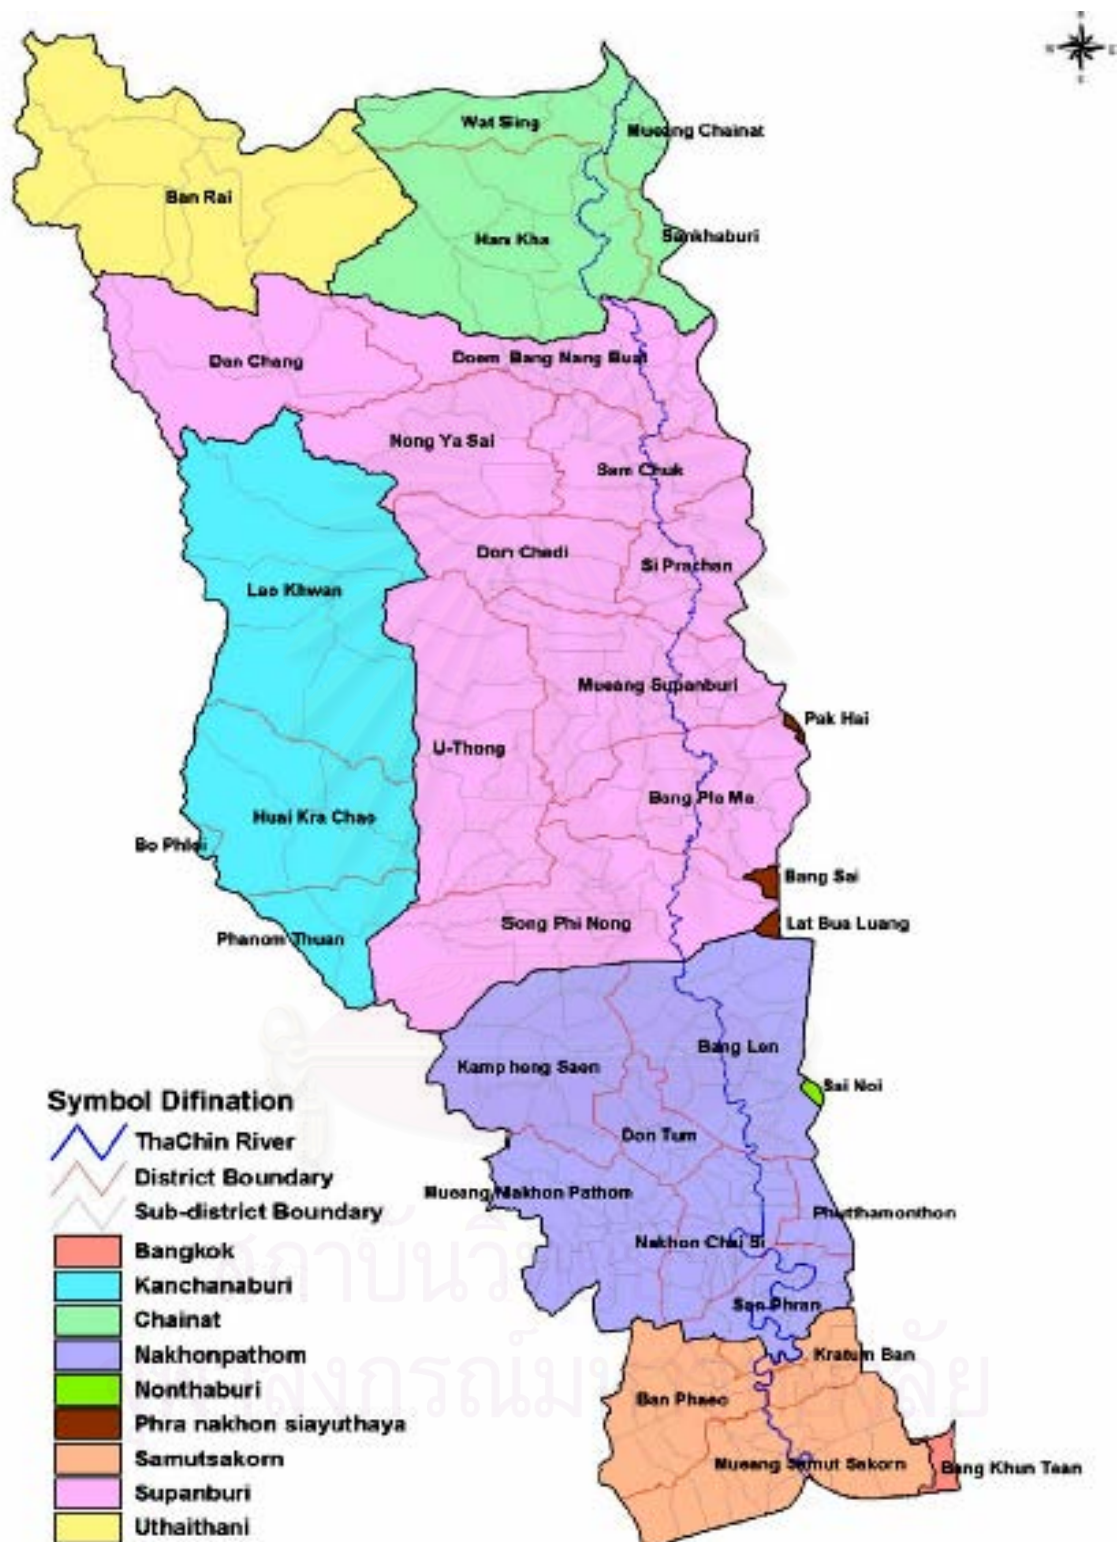 Wat Sing
Mueang Chainat
Ban Rai
Han Kha
Sankhaburi
Dan Chang
Doem Bang Nang Buat
Nong Ya Sai
Sam Chuk
Don Chedi
Si Prachan
Lao Khwan
Mueang Supanburi
Pak Hai
U-Thong
Bang Pla Ma
Huai Kra Chao
Bo Phloi
Bang Sai
Song Phi Nong
Lat Bua Luang
Phanom Thuan
Bang Len
Kamp heng Saen
Sai Noi
Don Tum
Mueang Nakhon Pathom
Phutthamonthon
Nakhon Chai Si
San Phran
Kratum Ban
Ban Phaeo
Mueang Samut Sakorn
Bang Khun Tean
Symbol Difination
ThaChin River
District Boundary
Sub-district Boundary
Bangkok
Kanchanaburi
Chainat
Nakhonpathom
Nonthaburi
Phra nakhon siayuthaya
Samutsakorn
Supanburi
Uthaithani